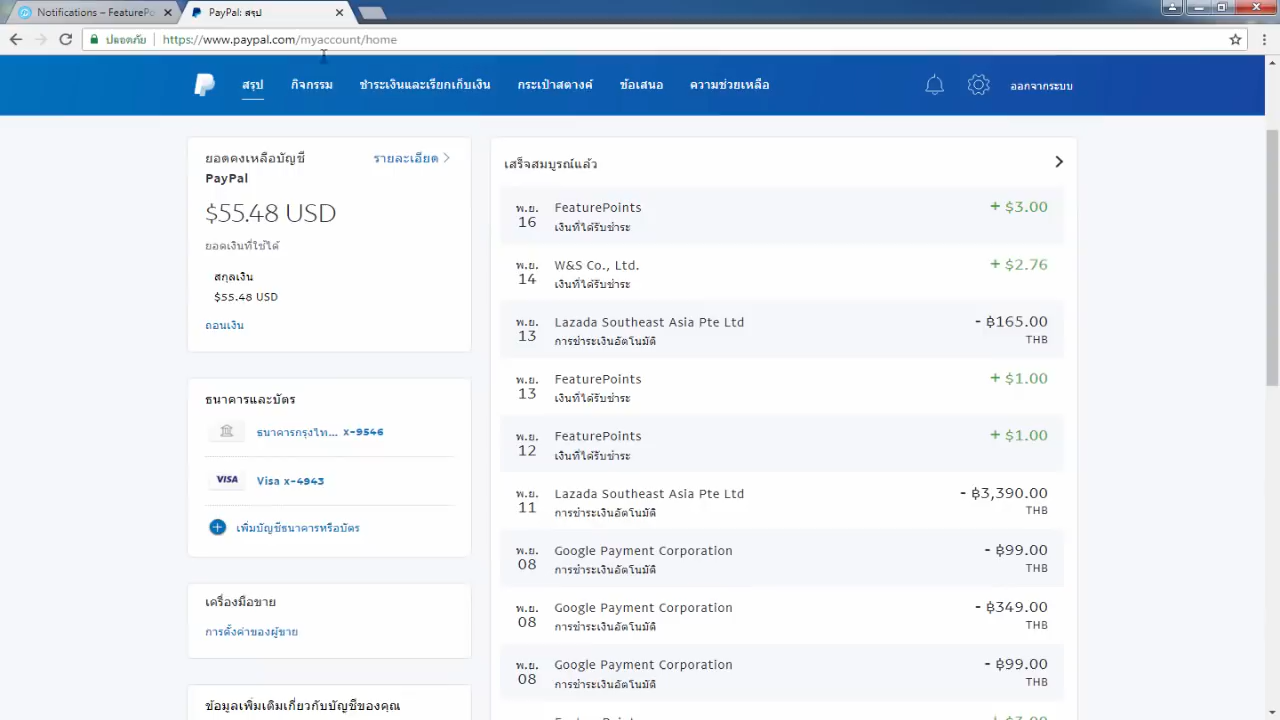 Notifications – FeaturePo
PayPal: สรุป
ปลอดภัย
https://www.paypal.com/myaccount/home
สรุป
กิจกรรม
ชำระเงินและเรียกเก็บเงิน
กระเป๋าสตางค์
ข้อเสนอ
ความช่วยเหลือ
ออกจากระบบ
ยอดคงเหลือบัญชี
PayPal
รายละเอียด
$55.48 USD
ยอดเงินที่ใช้ได้
สกุลเงิน
$55.48 USD
ถอนเงิน
ธนาคารและบัตร
ธนาคารกรุงไท... x-9546
VISA
Visa x-4943
เพิ่มบัญชีธนาคารหรือบัตร
เครื่องมือขาย
การตั้งค่าของผู้ขาย
ข้อมูลเพิ่มเติมเกี่ยวกับบัญชีของคุณ
เสร็จสมบูรณ์แล้ว
พ.ย.
16
FeaturePoints
เงินที่ได้รับชำระ
+ $3.00
พ.ย.
14
W&S Co., Ltd.
เงินที่ได้รับชำระ
+ $2.76
พ.ย.
13
Lazada Southeast Asia Pte Ltd
การชำระเงินอัตโนมัติ
- ฿165.00
THB
พ.ย.
13
FeaturePoints
เงินที่ได้รับชำระ
+ $1.00
พ.ย.
12
FeaturePoints
เงินที่ได้รับชำระ
+ $1.00
พ.ย.
11
Lazada Southeast Asia Pte Ltd
การชำระเงินอัตโนมัติ
- ฿3,390.00
THB
พ.ย.
08
Google Payment Corporation
การชำระเงินอัตโนมัติ
- ฿99.00
THB
พ.ย.
08
Google Payment Corporation
การชำระเงินอัตโนมัติ
- ฿349.00
THB
พ.ย.
08
Google Payment Corporation
การชำระเงินอัตโนมัติ
- ฿99.00
THB